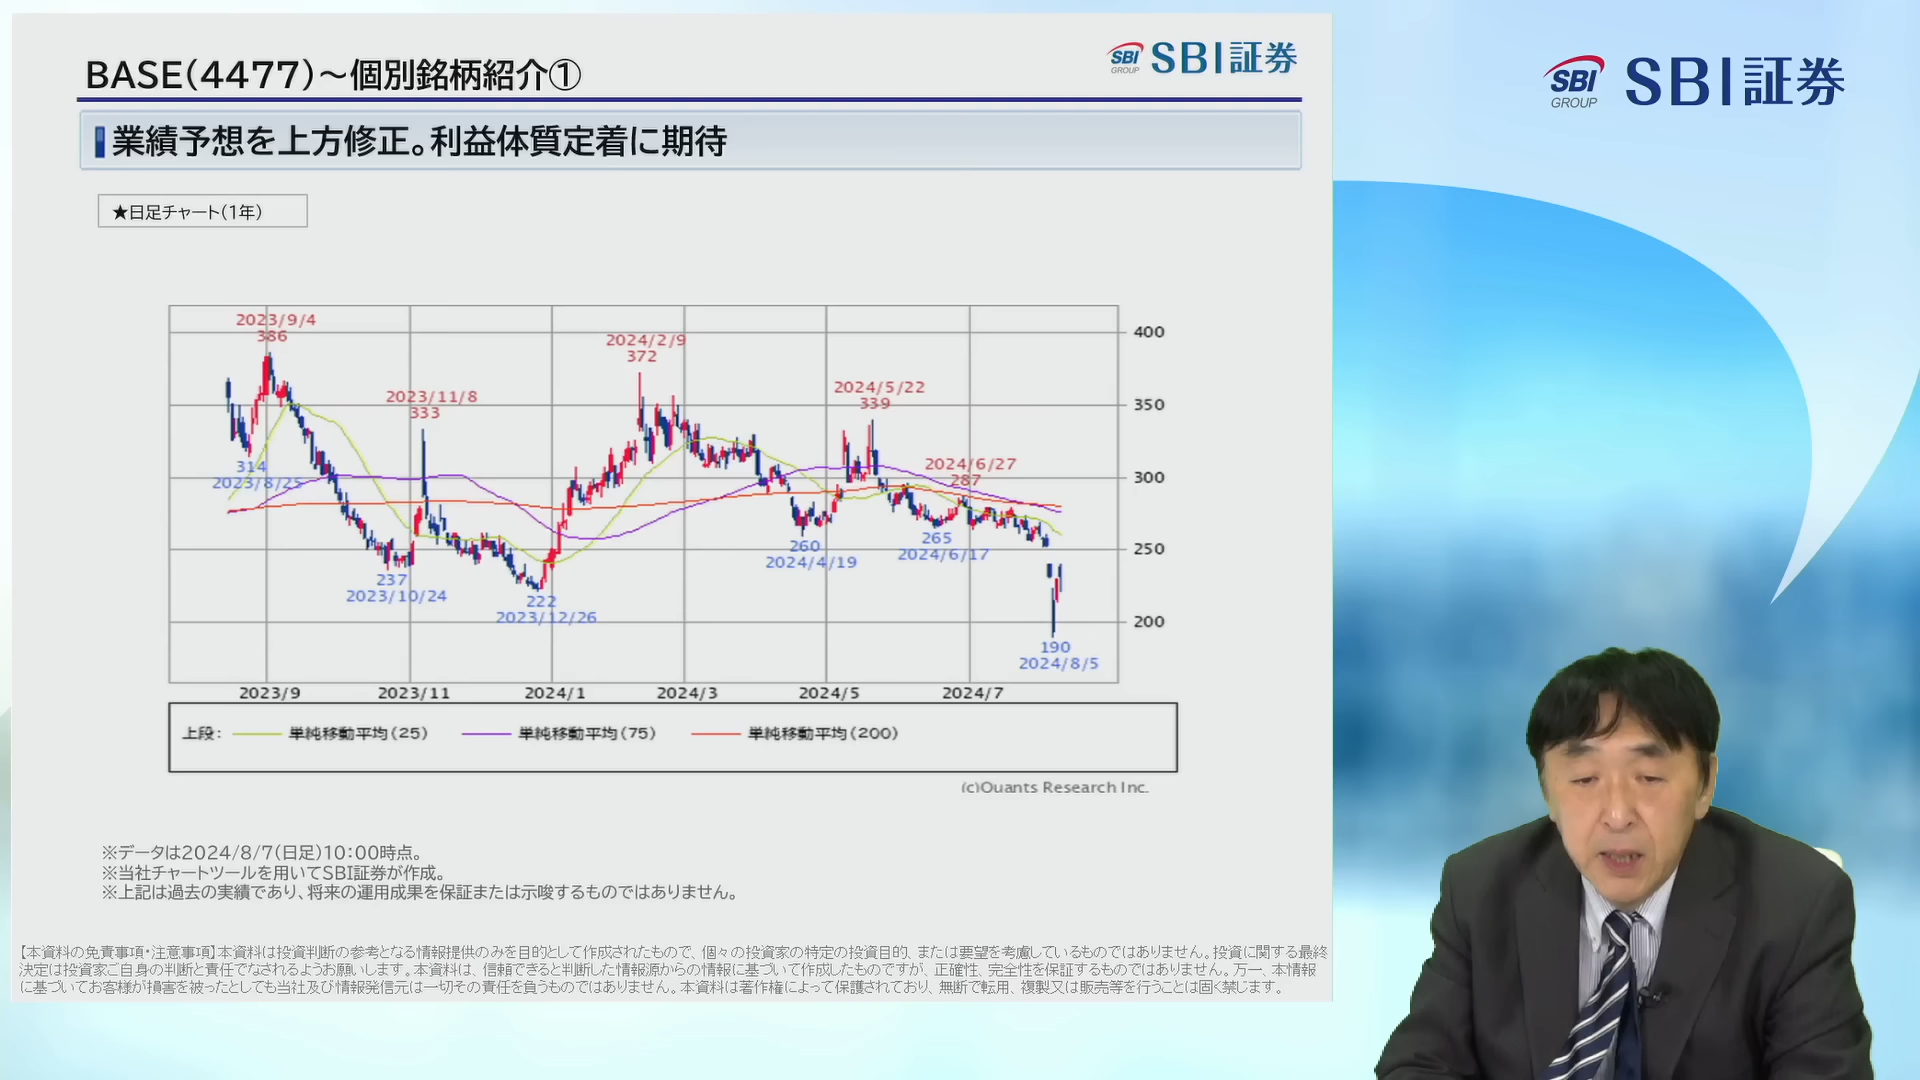 BASE(4477)～個別銘柄紹介①
SBI GROUP SBI証券
SBI GROUP SBI証券
業績予想を上方修正。利益体質定着に期待
★日足チャート(1年)
2023/9/4
386
2024/2/9
372
2023/11/8
333
2024/5/22
339
2024/6/27
287
314
2023/8/25
237
2023/10/24
222
2023/12/26
260
2024/4/19
265
2024/6/17
190
2024/8/5
400
350
300
250
200
2023/9 2023/11 2024/1 2024/3 2024/5 2024/7
上段: 単純移動平均(25) 単純移動平均(75) 単純移動平均(200)
(c)Quants Research Inc.
※データは2024/8/7(日足)10:00時点。
※当社チャートツールを用いてSBI証券が作成。
※上記は過去の実績であり、将来の運用成果を保証または示唆するものではありません。
【本資料の免責事項・注意事項】本資料は投資判断の参考となる情報提供のみを目的として作成されたもので、個々の投資家の特定の投資目的、または要望を考慮しているものではありません。投資に関する最終
決定は投資家ご自身の判断と責任でなされるようお願いします。本資料は、信頼できると判断した情報源からの情報に基づいて作成したものですが、正確性、完全性を保証するものではありません。万一、本情報
に基づいてお客様が損害を被ったとしても当社及び情報発信元は一切その責任を負うものではありません。本資料は著作権によって保護されており、無断で転用、複製又は販売等を行うことは固く禁じます。